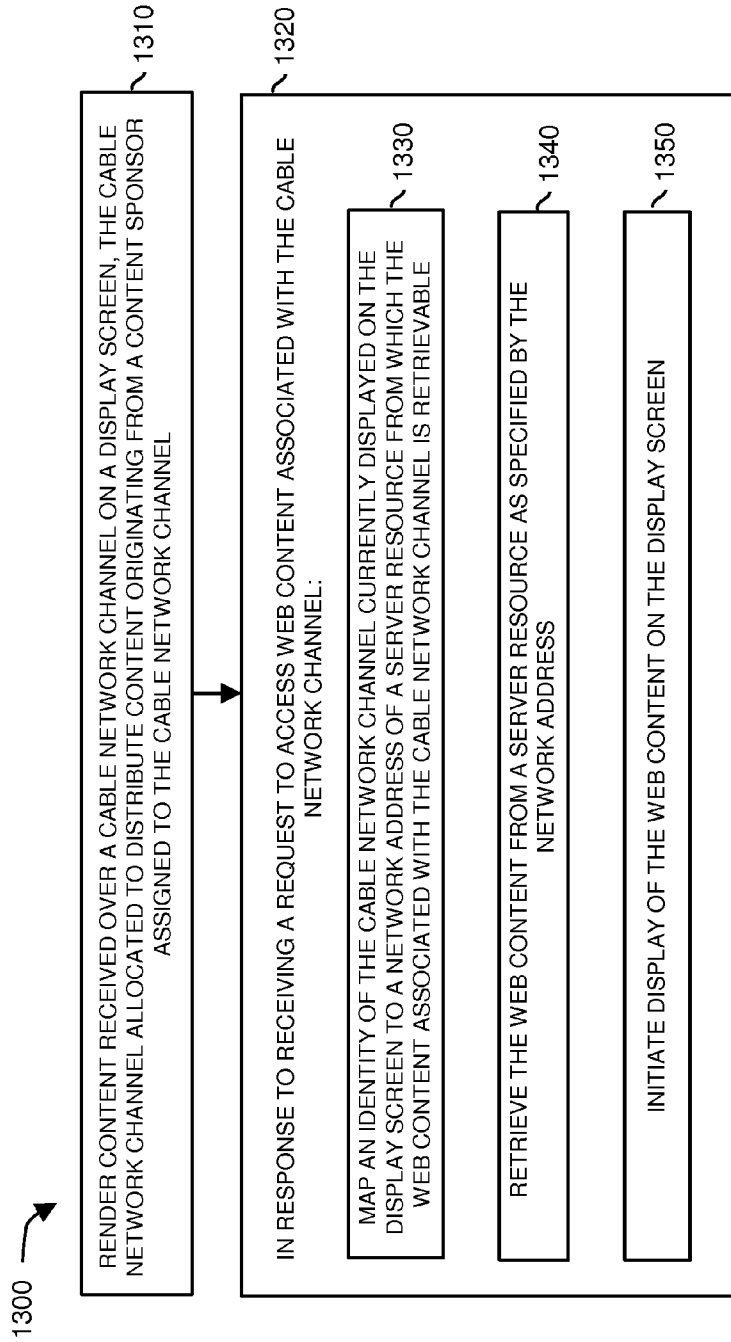 1300
RENDER CONTENT RECEIVED OVER A CABLE NETWORK CHANNEL ON A DISPLAY SCREEN, THE CABLE
NETWORK CHANNEL ALLOCATED TO DISTRIBUTE CONTENT ORIGINATING FROM A CONTENT SPONSOR
ASSIGNED TO THE CABLE NETWORK CHANNEL
1310
IN RESPONSE TO RECEIVING A REQUEST TO ACCESS WEB CONTENT ASSOCIATED WITH THE CABLE
NETWORK CHANNEL:
1320
MAP AN IDENTITY OF THE CABLE NETWORK CHANNEL CURRENTLY DISPLAYED ON THE
DISPLAY SCREEN TO A NETWORK ADDRESS OF A SERVER RESOURCE FROM WHICH THE
WEB CONTENT ASSOCIATED WITH THE CABLE NETWORK CHANNEL IS RETRIEVABLE
1330
RETRIEVE THE WEB CONTENT FROM A SERVER RESOURCE AS SPECIFIED BY THE
NETWORK ADDRESS
1340
INITIATE DISPLAY OF THE WEB CONTENT ON THE DISPLAY SCREEN
1350